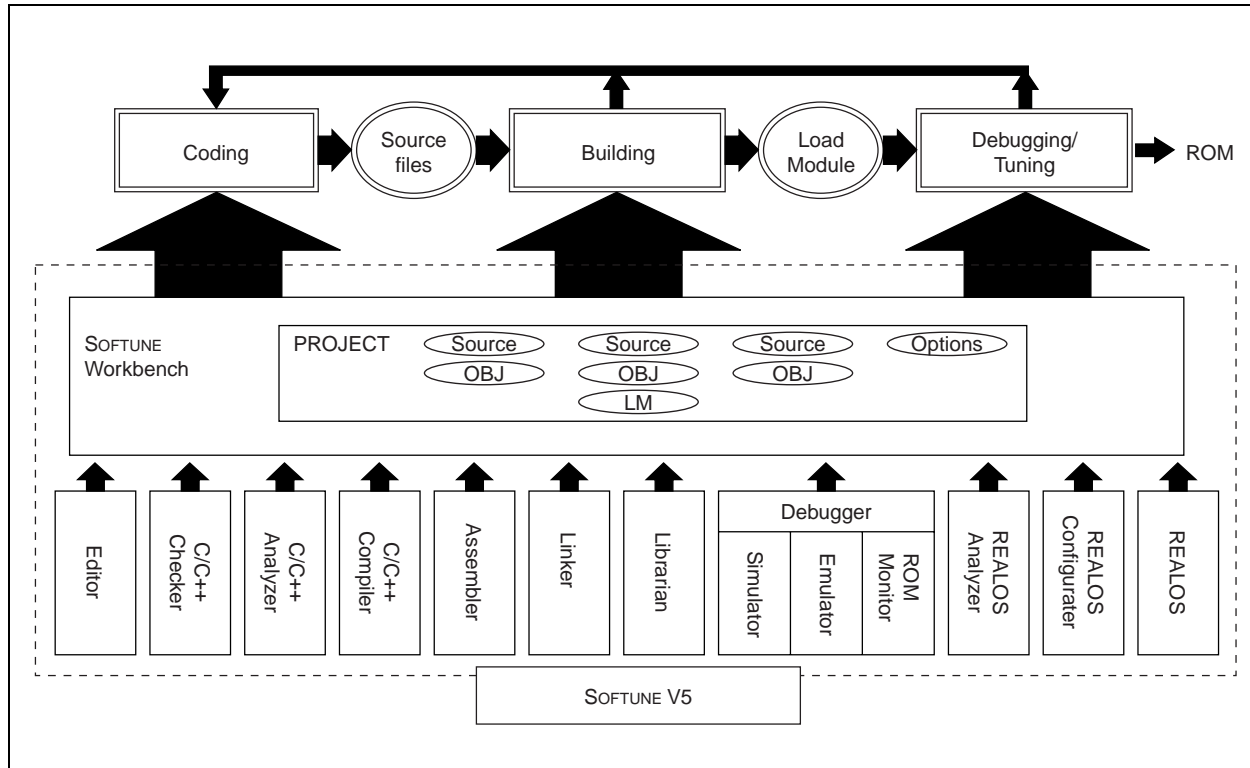 Coding
Source
files
Building
Load
Module
Debugging/
Tuning
ROM
SOFTUNE
Workbench
PROJECT
Source
Source
Source
Options
OBJ
OBJ
OBJ
LM
Editor
C/C++
Checker
C/C++
Analyzer
C/C++
Compiler
Assembler
Linker
Librarian
Debugger
Simulator
Emulator
ROM
Monitor
REALOS
Analyzer
REALOS
Configurater
REALOS
SOFTUNE V5